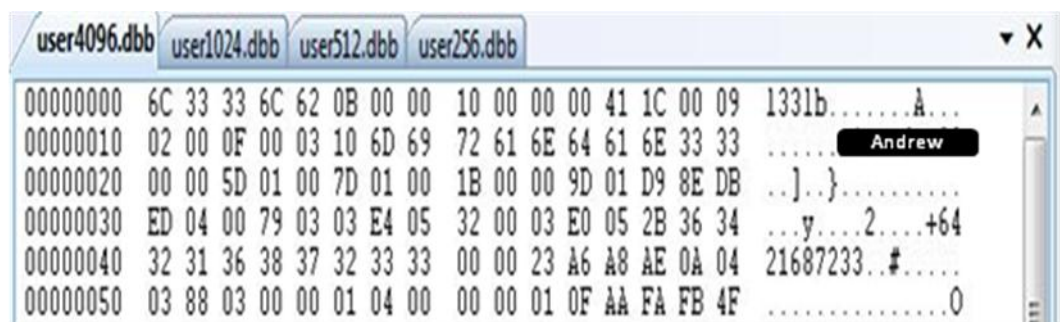 user4096.dbb user1024.dbb user512.dbb user256.dbb
00000000 6C 33 33 6C 62 0B 00 00 10 00 00 00 41 1C 00 09 l33lb.......A...
00000010 02 00 0F 00 03 10 6D 69 72 61 6E 64 61 6E 33 33 ...... Andrew
00000020 00 00 5D 01 00 7D 01 00 1B 00 00 9D 01 D9 8E DB ..]..}..........
00000030 ED 04 00 79 03 03 E4 05 32 00 03 E0 05 2B 36 34 ...y....2....+64
00000040 32 31 36 38 37 32 33 33 00 00 23 A6 A8 AE 0A 04 21687233..#.....
00000050 03 88 03 00 00 01 04 00 00 00 01 0F AA FA FB 4F ...............O